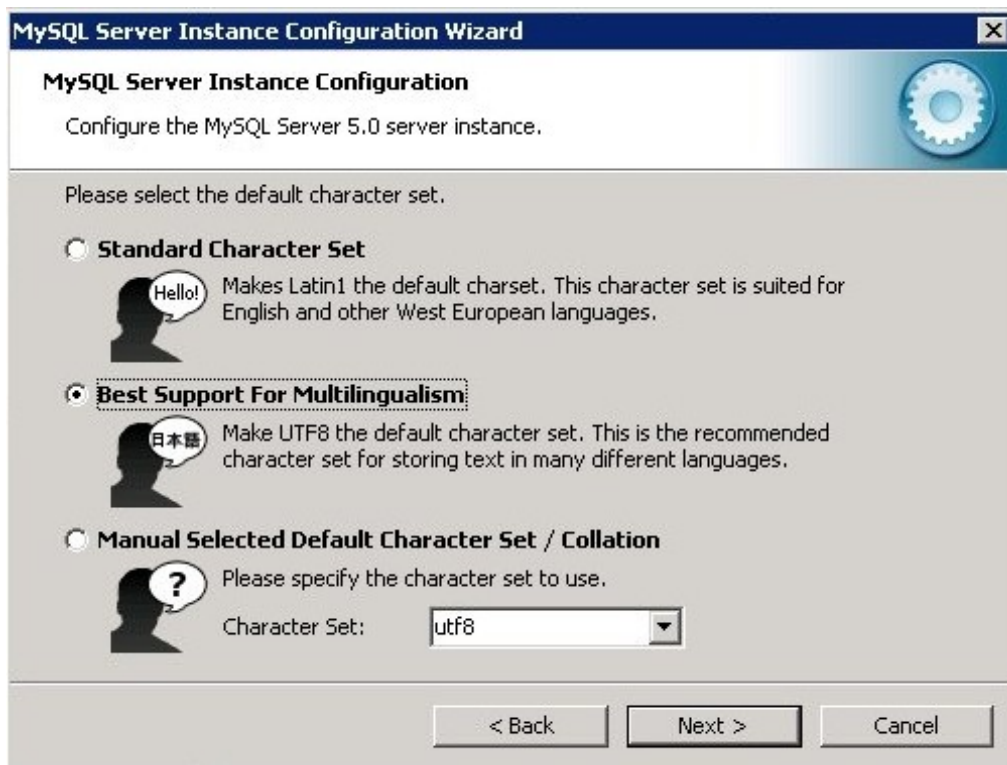 MySQL Server Instance Configuration Wizard
MySQL Server Instance Configuration
Configure the MySQL Server 5.0 server instance.
Please select the default character set.
Standard Character Set
Hello!
Makes Latin1 the default charset. This character set is suited for
English and other West European languages.
Best Support For Multilingualism
日本語
Make UTF8 the default character set. This is the recommended
character set for storing text in many different languages.
Manual Selected Default Character Set / Collation
?
Please specify the character set to use.
Character Set: utf8
< Back Next > Cancel